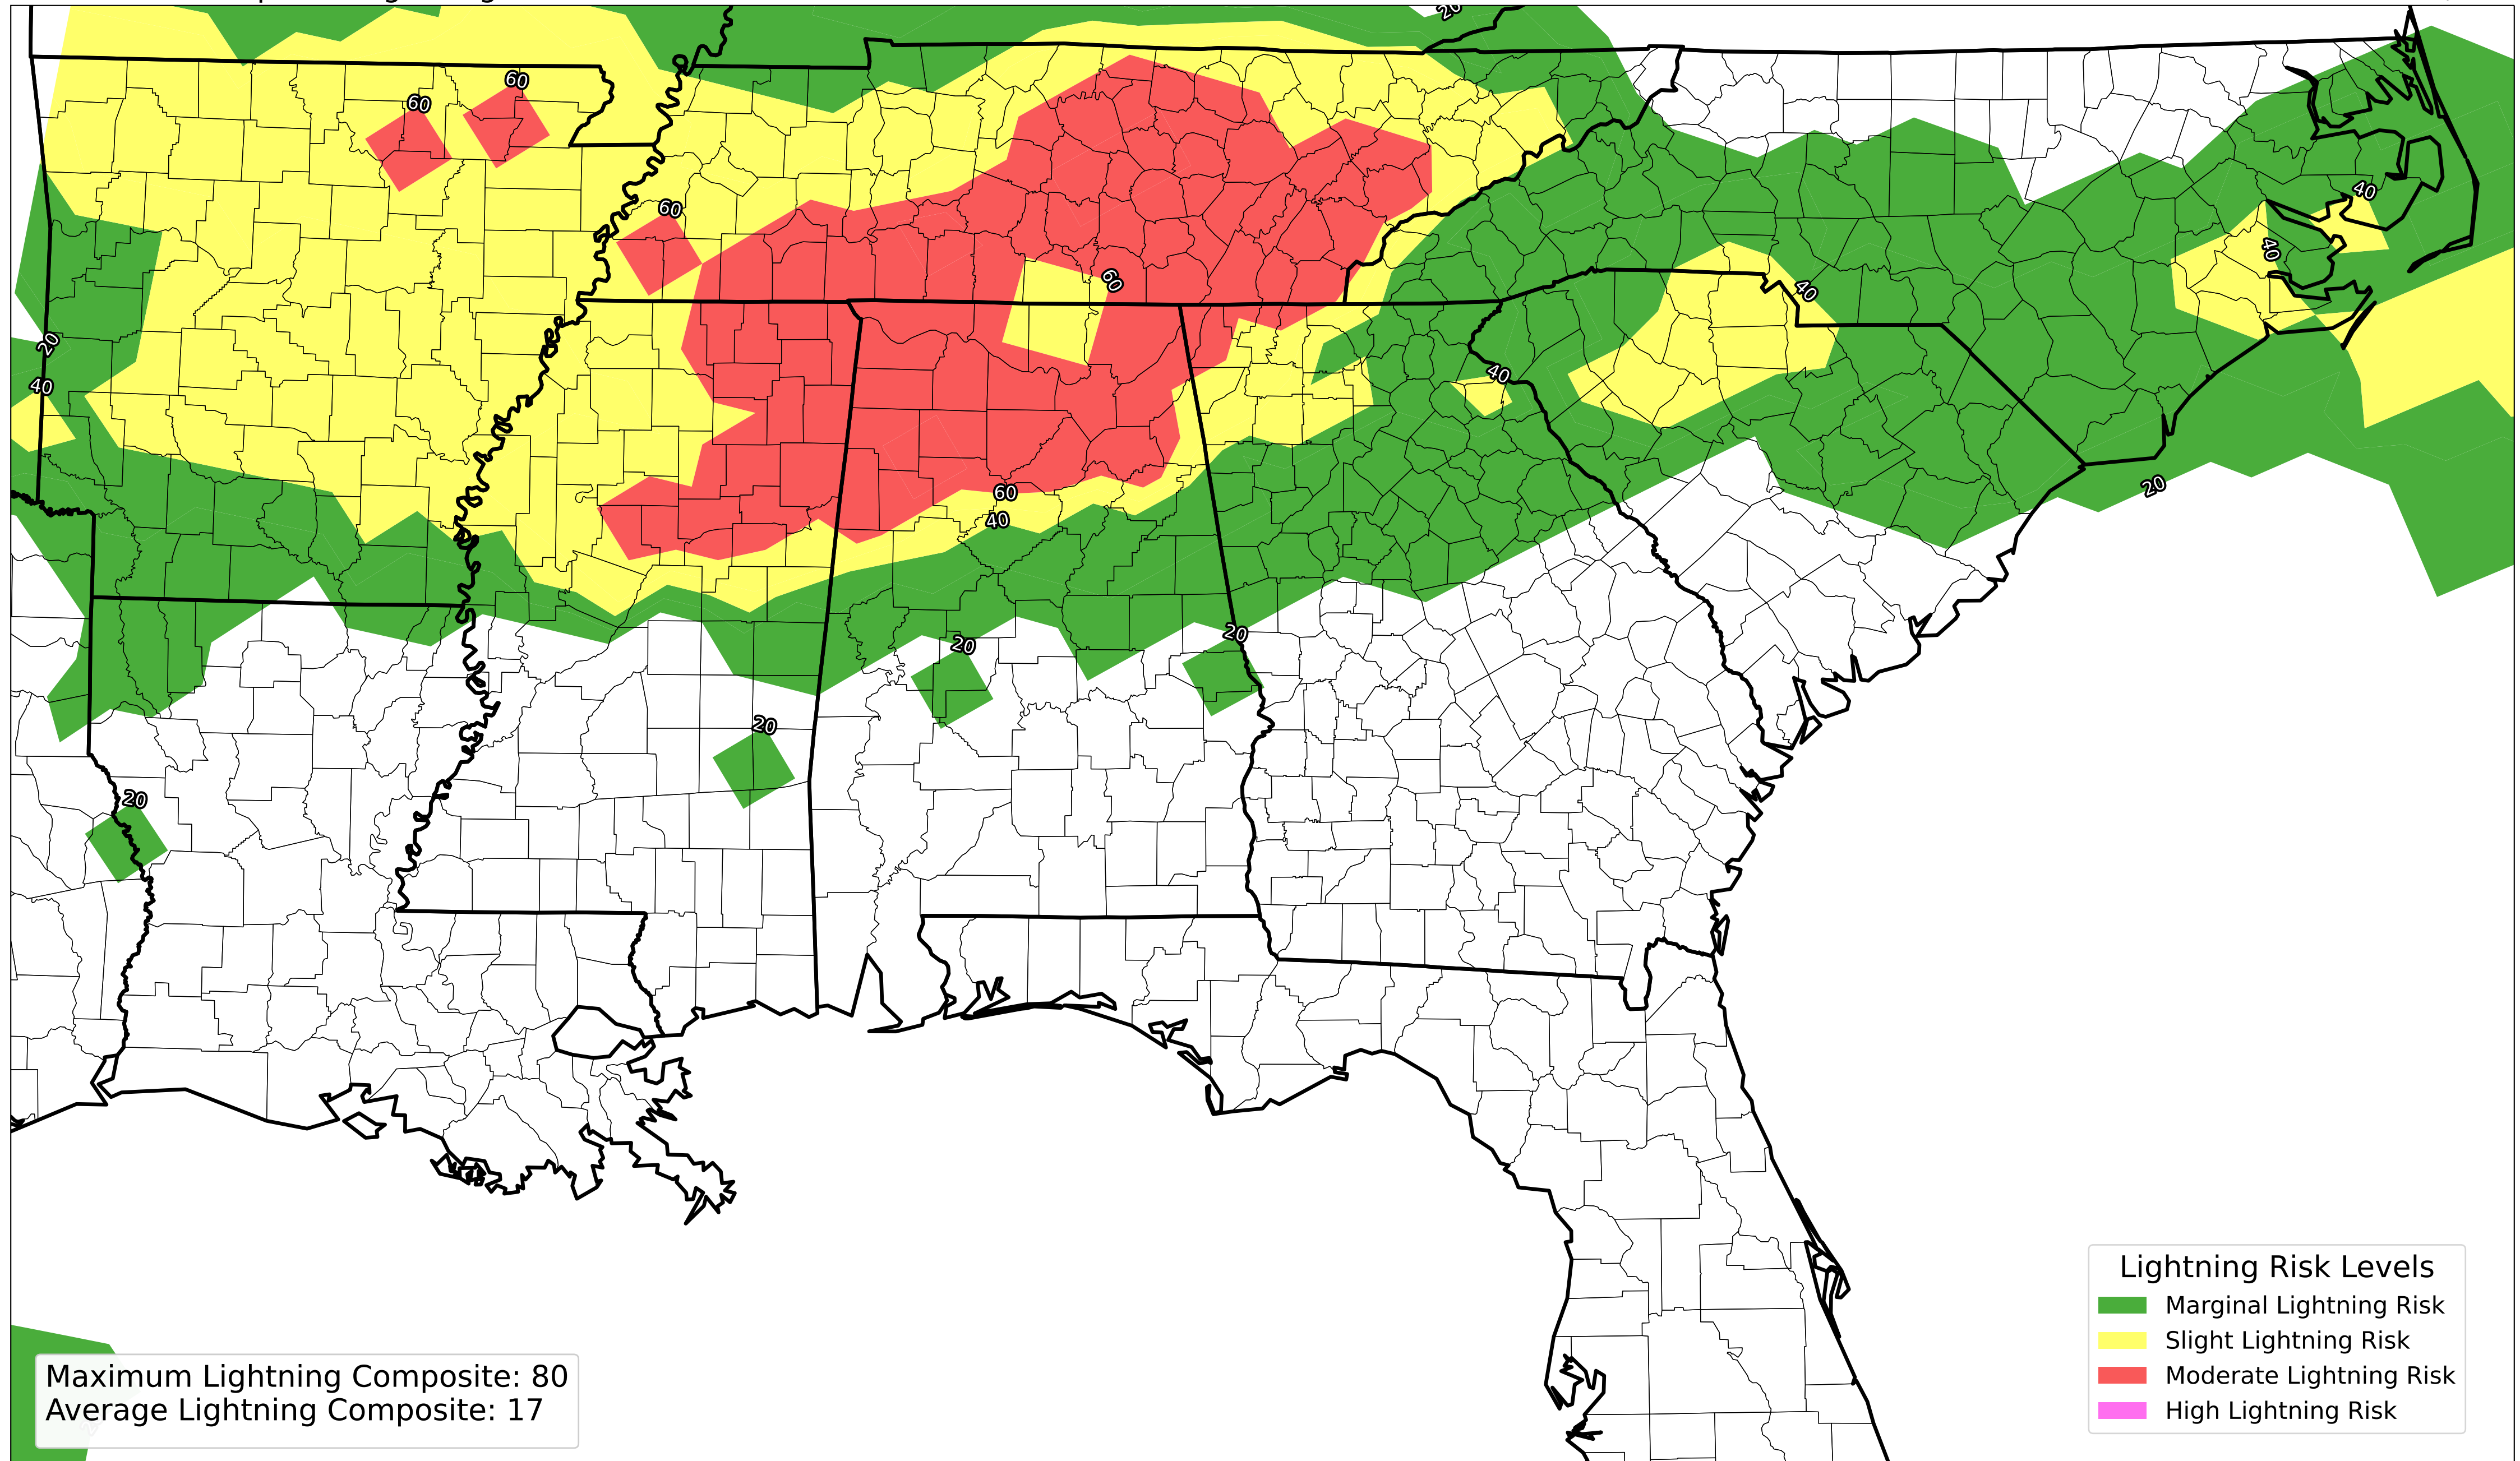 20
60
60
40
60
40
60
40
20
40
40
60
20
40
20
20
20
20
Lightning Risk Levels
Marginal Lightning Risk
Slight Lightning Risk
Moderate Lightning Risk
High Lightning Risk
Maximum Lightning Composite: 80
Average Lightning Composite: 17